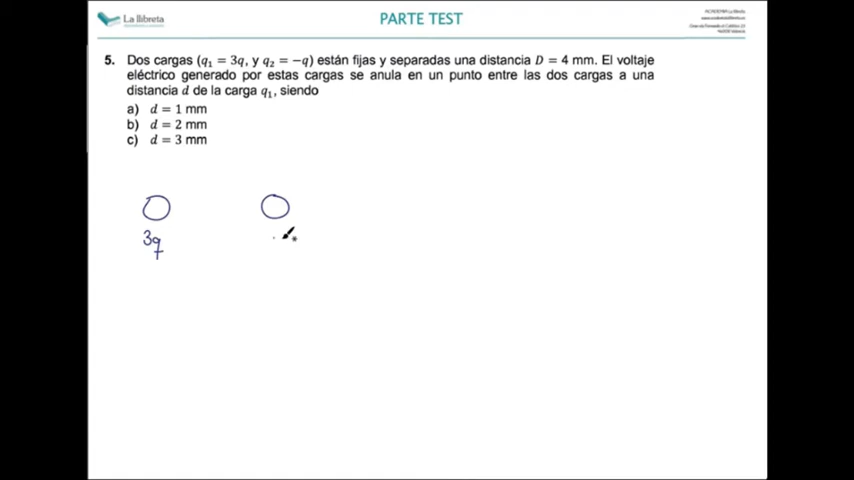 La llibreta
PARTE TEST
5. Dos cargas (q₁ = 3q, y q₂ = −q) están fijas y separadas una distancia D = 4 mm. El voltaje
eléctrico generado por estas cargas se anula en un punto entre las dos cargas a una
distancia d de la carga q₁, siendo
a) d = 1 mm
b) d = 2 mm
c) d = 3 mm
3q